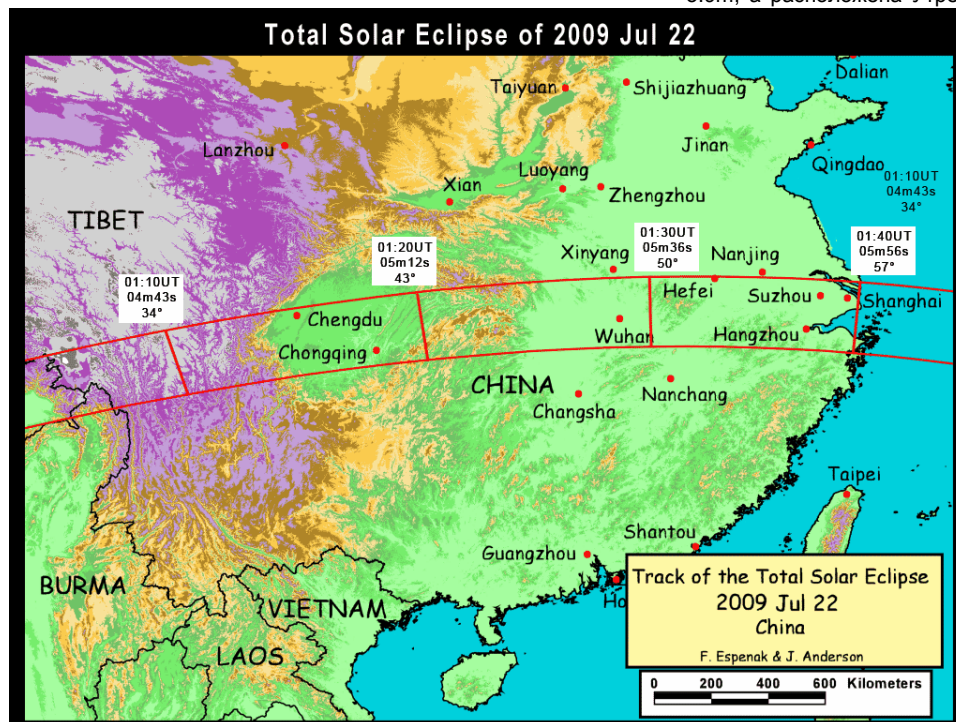 а расположена
Total Solar Eclipse of 2009 Jul 22
Dalian
Taiyuan
Shijiazhuang
Jinan
Lanzhou
Qingdao
Luoyang
Xian
Zhengzhou
01:10UT
04m43s
34°
TIBET
01:20UT
05m12s
43°
Xinyang
01:30UT
05m36s
50°
Nanjing
01:40UT
05m56s
57°
01:10UT
04m43s
34°
Hefei
Suzhou
Shanghai
Chengdu
Wuhan
Hangzhou
Chongqing
CHINA
Nanchang
Changsha
Taipei
Shantou
Guangzhou
BURMA
VIETNAM
LAOS
Track of the Total Solar Eclipse
2009 Jul 22
China
F. Espenak & J. Anderson
0 200 400 600 Kilometers